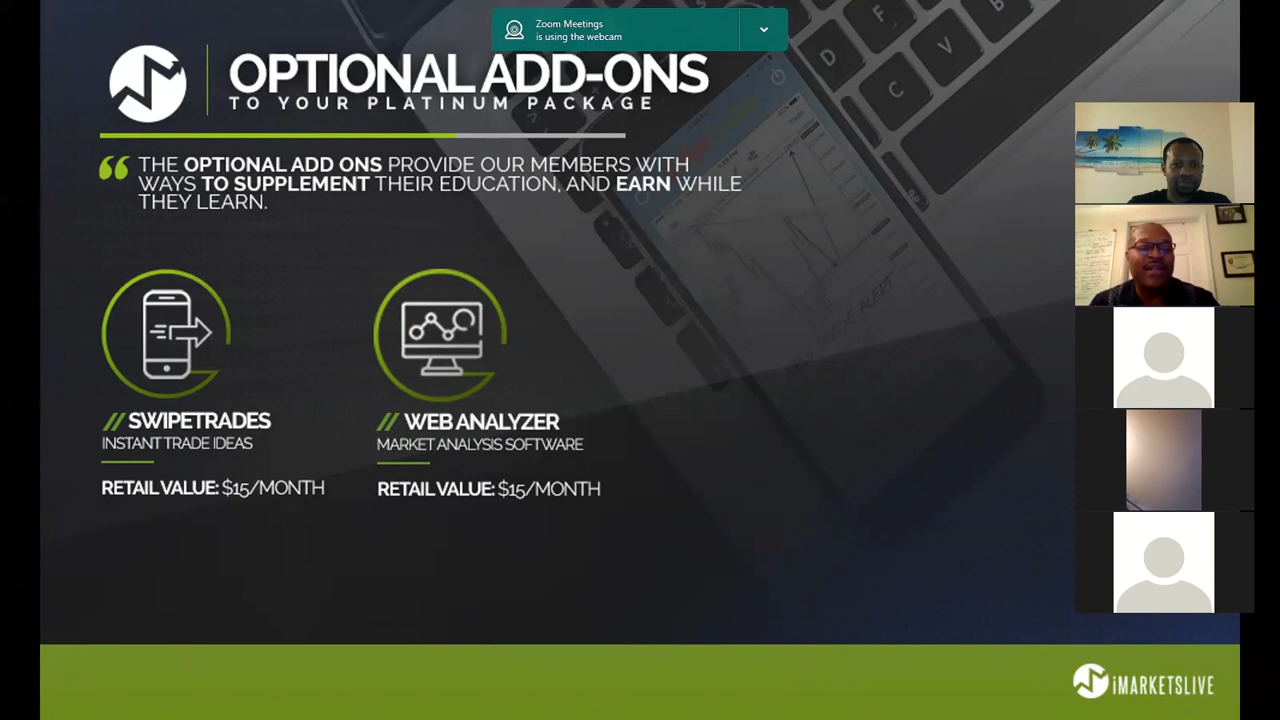 Zoom Meetings
is using the webcam
OPTIONAL ADD-ONS
TO YOUR PLATINUM PACKAGE
THE OPTIONAL ADD ONS PROVIDE OUR MEMBERS WITH
WAYS TO SUPPLEMENT THEIR EDUCATION, AND EARN WHILE
THEY LEARN.
// SWIPETRADES
INSTANT TRADE IDEAS
RETAIL VALUE: $15/MONTH
// WEB ANALYZER
MARKET ANALYSIS SOFTWARE
RETAIL VALUE: $15/MONTH
D
F
C
V
iMARKETSLIVE